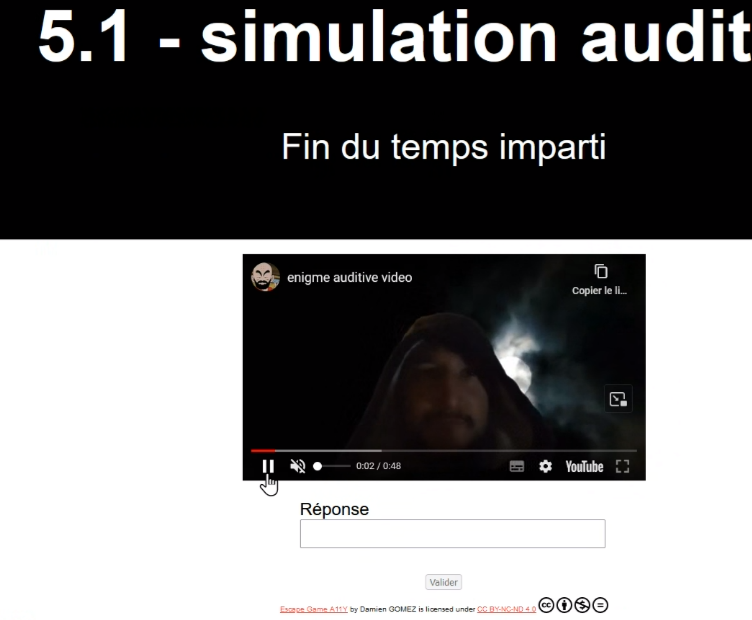 5.1 - simulation audit
Fin du temps imparti
enigme auditive video
Copier le li...
0:02 / 0:48
YouTube
Réponse
Valider
Escape Game A11Y by Damien GOMEZ is licensed under CC BY-NC-ND 4.0